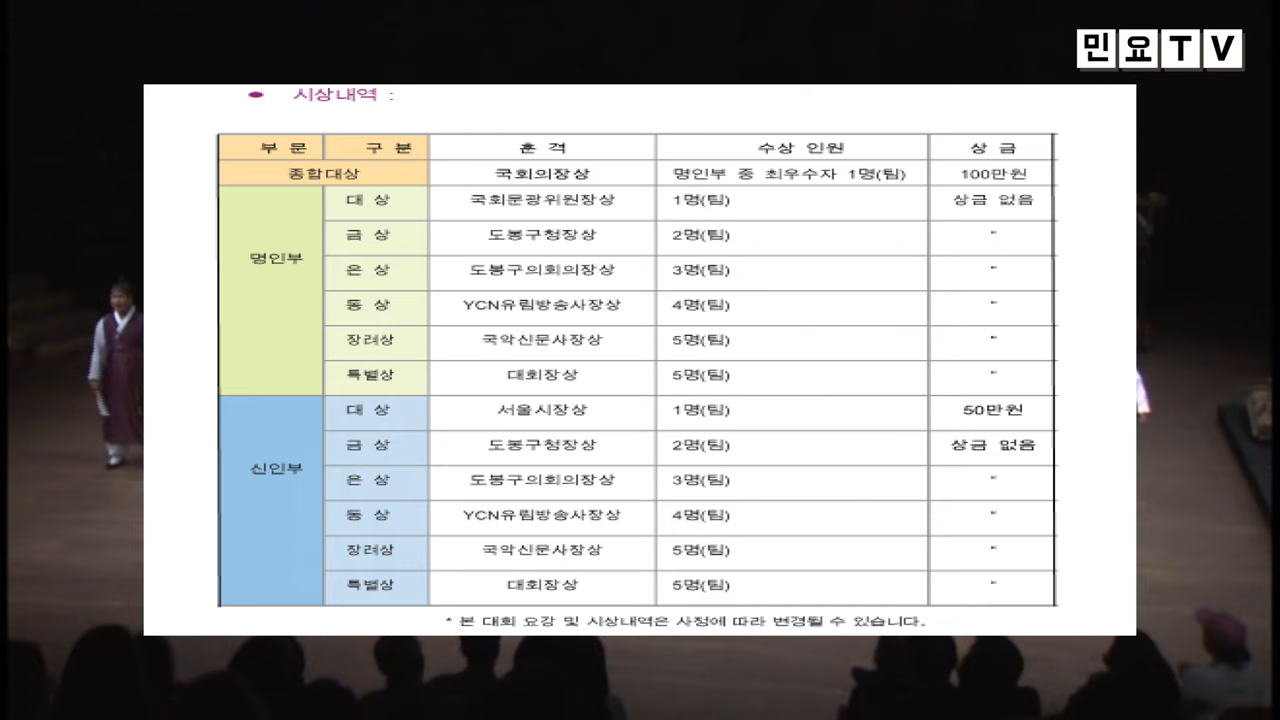 민요TV
● 시상내역 :
부 문 구 분 훈 격 수상 인원 상 금
종합대상 국회의장상 명인부 중 최우수자 1명(팀) 100만원
명인부
대 상 국회문광위원장상 1명(팀) 상금 없음
금 상 도봉구청장상 2명(팀) "
은 상 도봉구의회의장상 3명(팀) "
동 상 YCN유림방송사장상 4명(팀) "
장려상 국악신문사장상 5명(팀) "
특별상 대회장상 5명(팀) "
신인부
대 상 서울시장상 1명(팀) 50만원
금 상 도봉구청장상 2명(팀) 상금 없음
은 상 도봉구의회의장상 3명(팀) "
동 상 YCN유림방송사장상 4명(팀) "
장려상 국악신문사장상 5명(팀) "
특별상 대회장상 5명(팀) "
* 본 대회 요강 및 시상내역은 사정에 따라 변경될 수 있습니다.